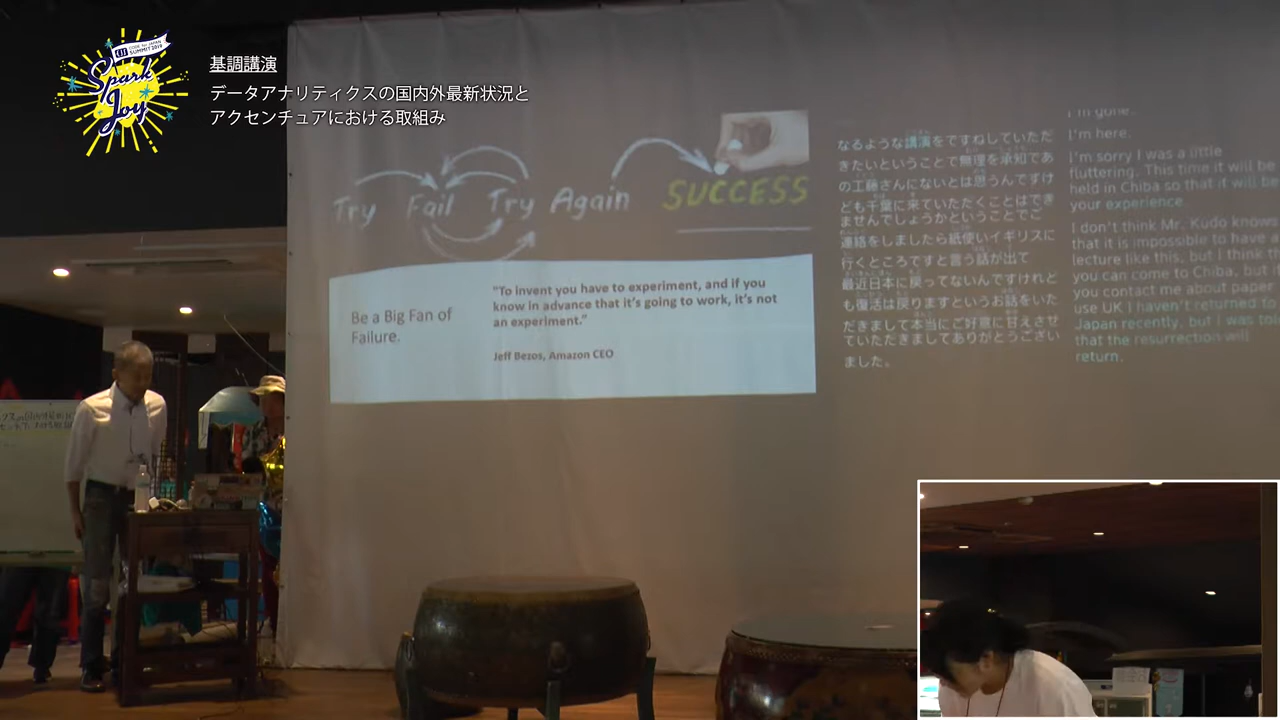 CODE for JAPAN
SUMMIT 2019
Spark
Joy
基調講演
データアナリティクスの国内外最新状況と
アクセンチュアにおける取組み
Try Fail Try Again SUCCESS
Be a Big Fan of
Failure.
"To invent you have to experiment, and if you
know in advance that it's going to work, it's not
an experiment."
Jeff Bezos, Amazon CEO
なるような講演をですねしていただ
きたいということで無理を承知であ
の工藤さんにないとは思うんですけ
ども千葉に来ていただくことはでき
ませんでしょうかということでご
連絡をしましたら紙使いイギリスに
行くところですと言う話が出て
最近日本に戻ってないんですけれど
も復活は戻りますというお話をいた
だきまして本当にご好意に甘えさせ
ていただきましてありがとうござい
ました。
I'm gone.
I'm here.
I'm sorry I was a little
fluttering. This time it will be
held in Chiba so that it will be
your experience.
I don't think Mr. Kudo knows
that it is impossible to have a
lecture like this, but I think th
you can come to Chiba, but i
you contact me about paper
use UK I haven't returned to
Japan recently, but I was told
that the resurrection will
return.